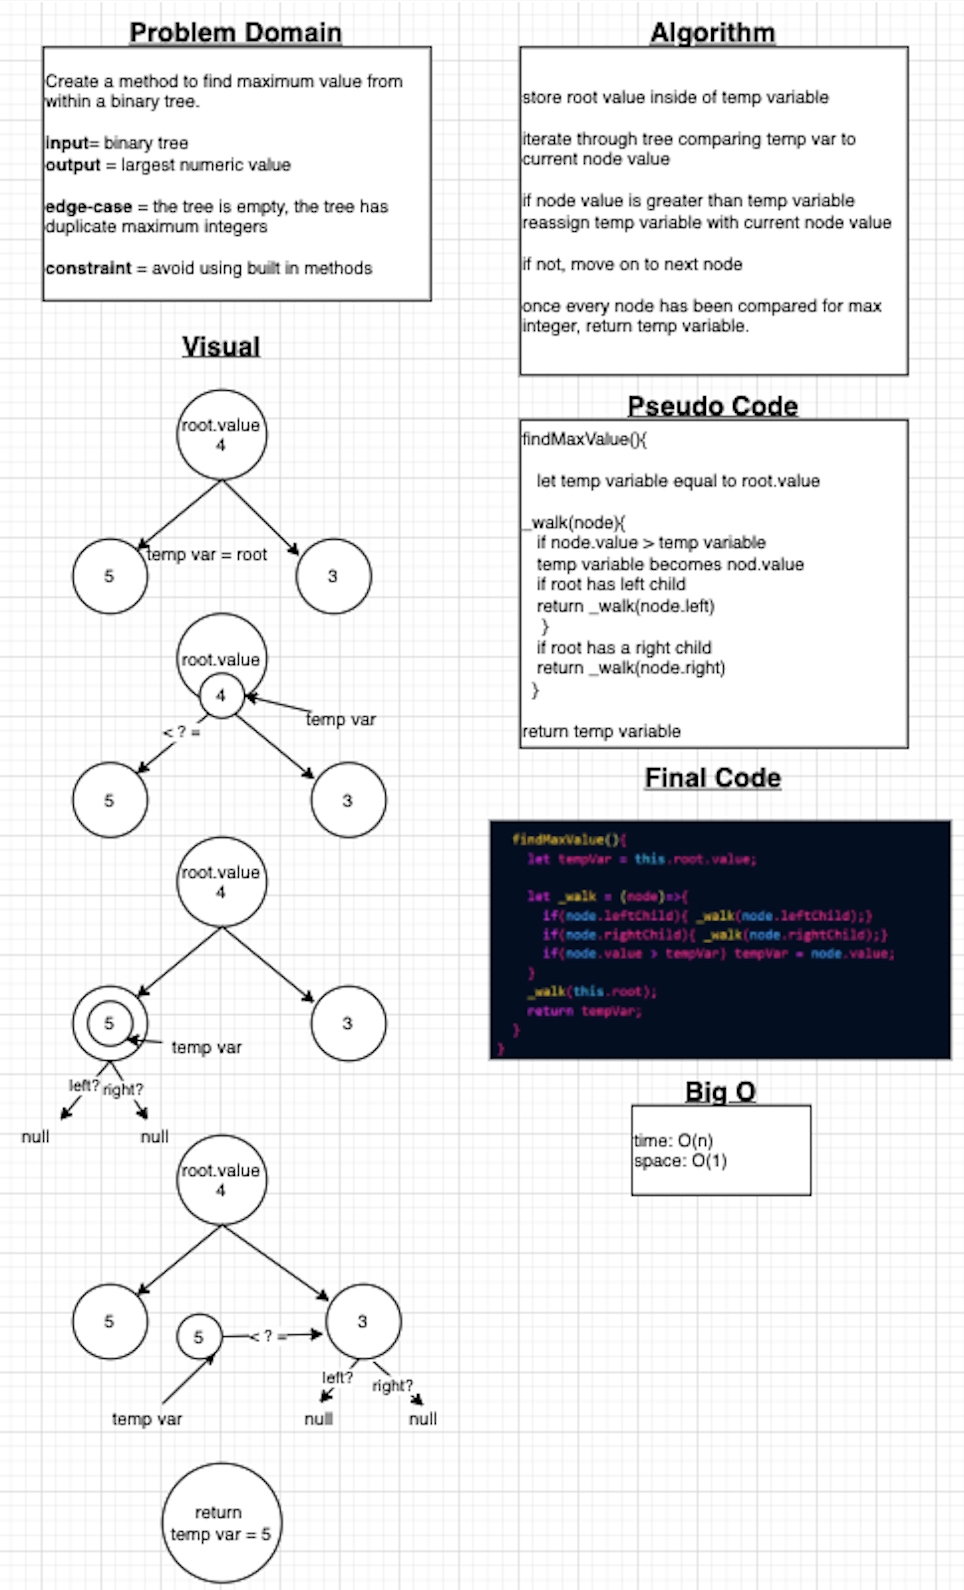 Problem Domain
Create a method to find maximum value from
within a binary tree.
input= binary tree
output = largest numeric value
edge-case = the tree is empty, the tree has
duplicate maximum integers
constraint = avoid using built in methods
Visual
root.value
4
temp var = root
5
3
root.value
4
temp var
< ? =
5
3
root.value
4
5
3
temp var
left? right?
null
null
root.value
4
5
5
< ? =
3
left?
right?
temp var
null
null
return
temp var = 5
Algorithm
store root value inside of temp variable
iterate through tree comparing temp var to
current node value
if node value is greater than temp variable
reassign temp variable with current node value
if not, move on to next node
once every node has been compared for max
integer, return temp variable.
Pseudo Code
findMaxValue(){
let temp variable equal to root.value
_walk(node){
if node.value > temp variable
temp variable becomes nod.value
if root has left child
return _walk(node.left)
}
if root has a right child
return _walk(node.right)
}
return temp variable
Final Code
findMaxValue(){
let tempVar = this.root.value;
let _walk = (node)=>{
if(node.leftChild){ _walk(node.leftChild);}
if(node.rightChild){ _walk(node.rightChild);}
if(node.value > tempVar) tempVar = node.value;
}
_walk(this.root);
return tempVar;
}
}
Big O
time: O(n)
space: O(1)